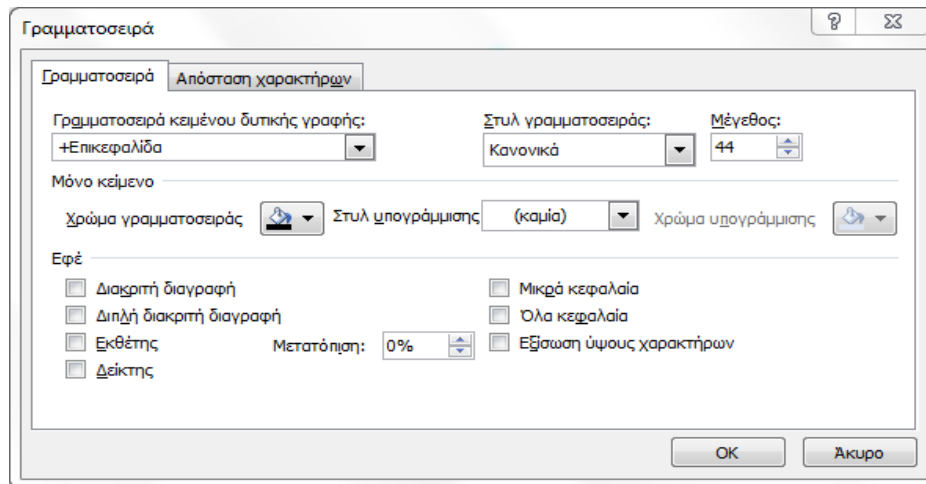 Γραμματοσειρά
Γραμματοσειρά Απόσταση χαρακτήρων
Γραμματοσειρά κειμένου δυτικής γραφής: Στυλ γραμματοσειράς: Μέγεθος:
+Επικεφαλίδα Κανονικά 44
Μόνο κείμενο
Χρώμα γραμματοσειράς Στυλ υπογράμμισης (καμία) Χρώμα υπογράμμισης
Εφέ
Διακριτή διαγραφή Μικρά κεφαλαία
Διπλή διακριτή διαγραφή Όλα κεφαλαία
Εκθέτης Μετατόπιση: 0% Εξίσωση ύψους χαρακτήρων
Δείκτης
OK Άκυρο